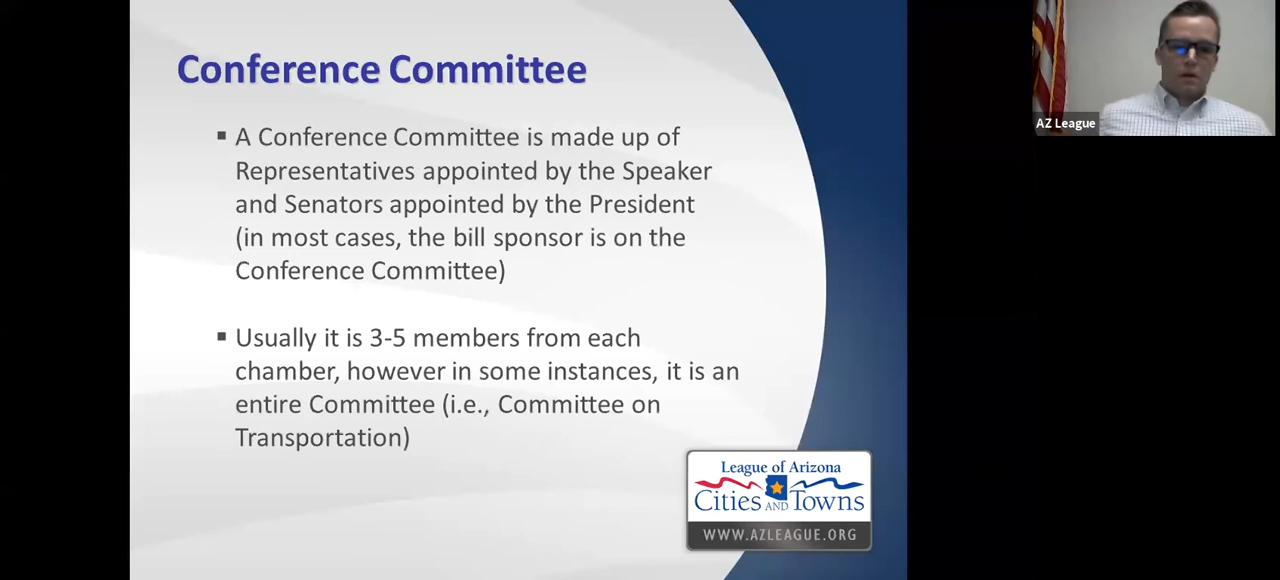 Conference Committee
▪ A Conference Committee is made up of
Representatives appointed by the Speaker
and Senators appointed by the President
(in most cases, the bill sponsor is on the
Conference Committee)
▪ Usually it is 3-5 members from each
chamber, however in some instances, it is an
entire Committee (i.e., Committee on
Transportation)
League of Arizona
Cities AND Towns
WWW.AZLEAGUE.ORG
AZ League